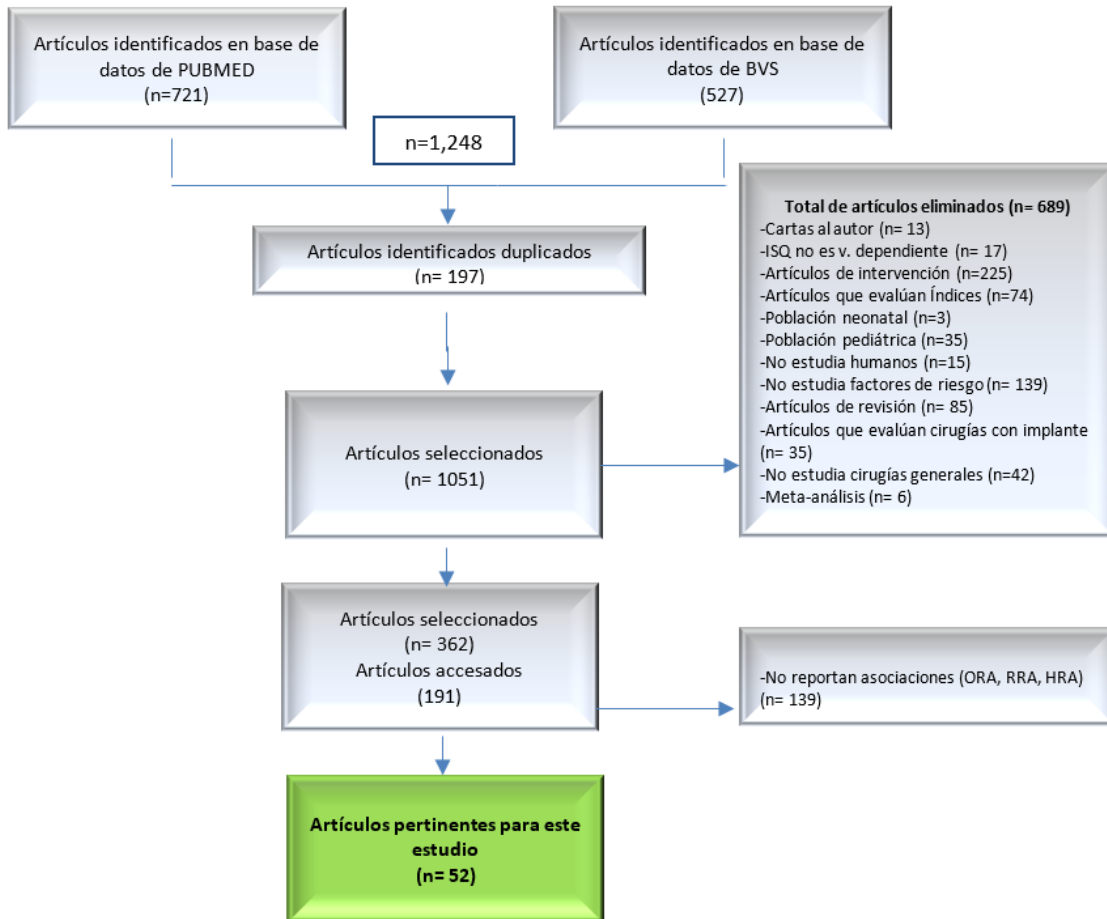 Artículos identificados en base de
datos de PUBMED
(n=721)
Artículos identificados en base de
datos de BVS
(527)
n=1,248
Artículos identificados duplicados
(n= 197)
Total de artículos eliminados (n= 689)
-Cartas al autor (n= 13)
-ISQ no es v. dependiente (n= 17)
-Artículos de intervención (n=225)
-Artículos que evalúan Índices (n=74)
-Población neonatal (n=3)
-Población pediátrica (n=35)
-No estudia humanos (n=15)
-No estudia factores de riesgo (n= 139)
-Artículos de revisión (n= 85)
-Artículos que evalúan cirugías con implante
(n= 35)
-No estudia cirugías generales (n=42)
-Meta-análisis (n= 6)
Artículos seleccionados
(n= 1051)
Artículos seleccionados
(n= 362)
Artículos accesados
(191)
-No reportan asociaciones (ORA, RRA, HRA)
(n= 139)
Artículos pertinentes para este
estudio
(n= 52)